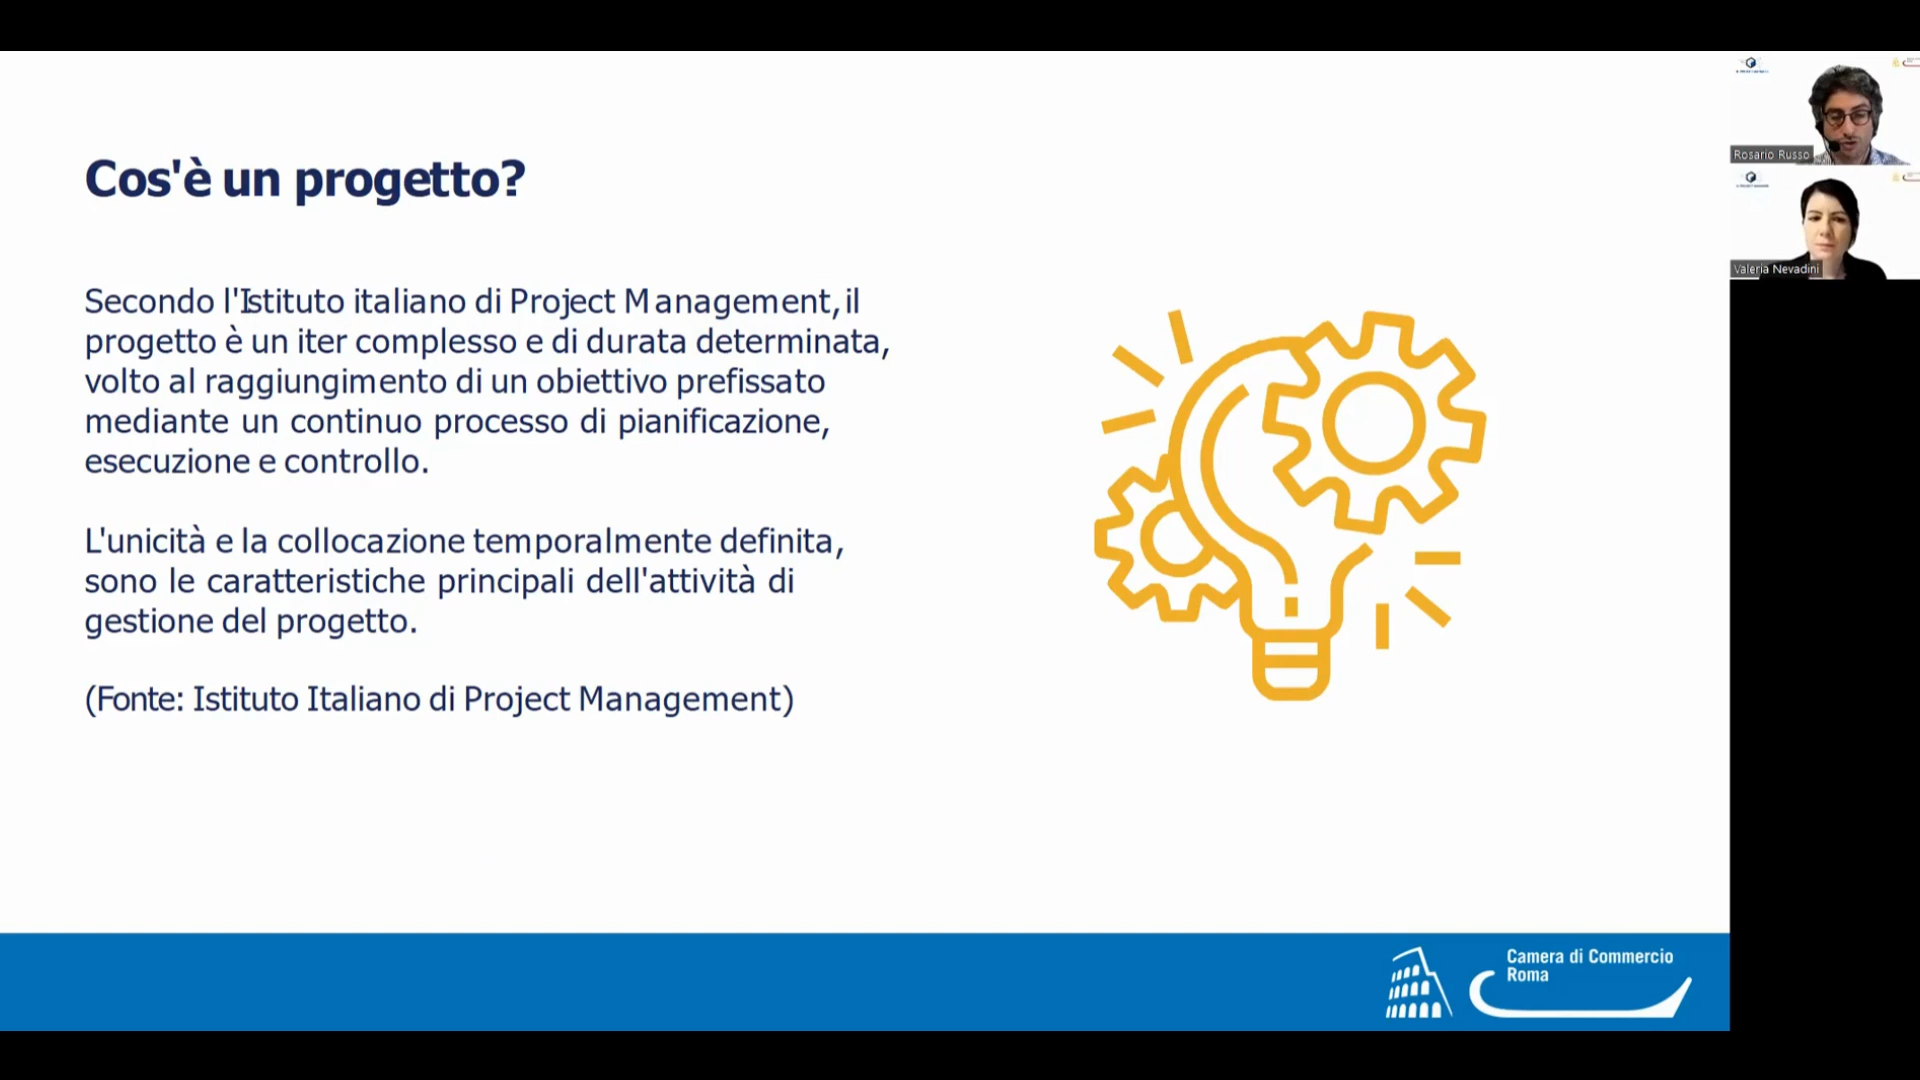 Cos'è un progetto?
Secondo l'Istituto italiano di Project Management, il
progetto è un iter complesso e di durata determinata,
volto al raggiungimento di un obiettivo prefissato
mediante un continuo processo di pianificazione,
esecuzione e controllo.
L'unicità e la collocazione temporalmente definita,
sono le caratteristiche principali dell'attività di
gestione del progetto.
(Fonte: Istituto Italiano di Project Management)
Rosario Russo
Valeria Nevadini
Camera di Commercio
Roma